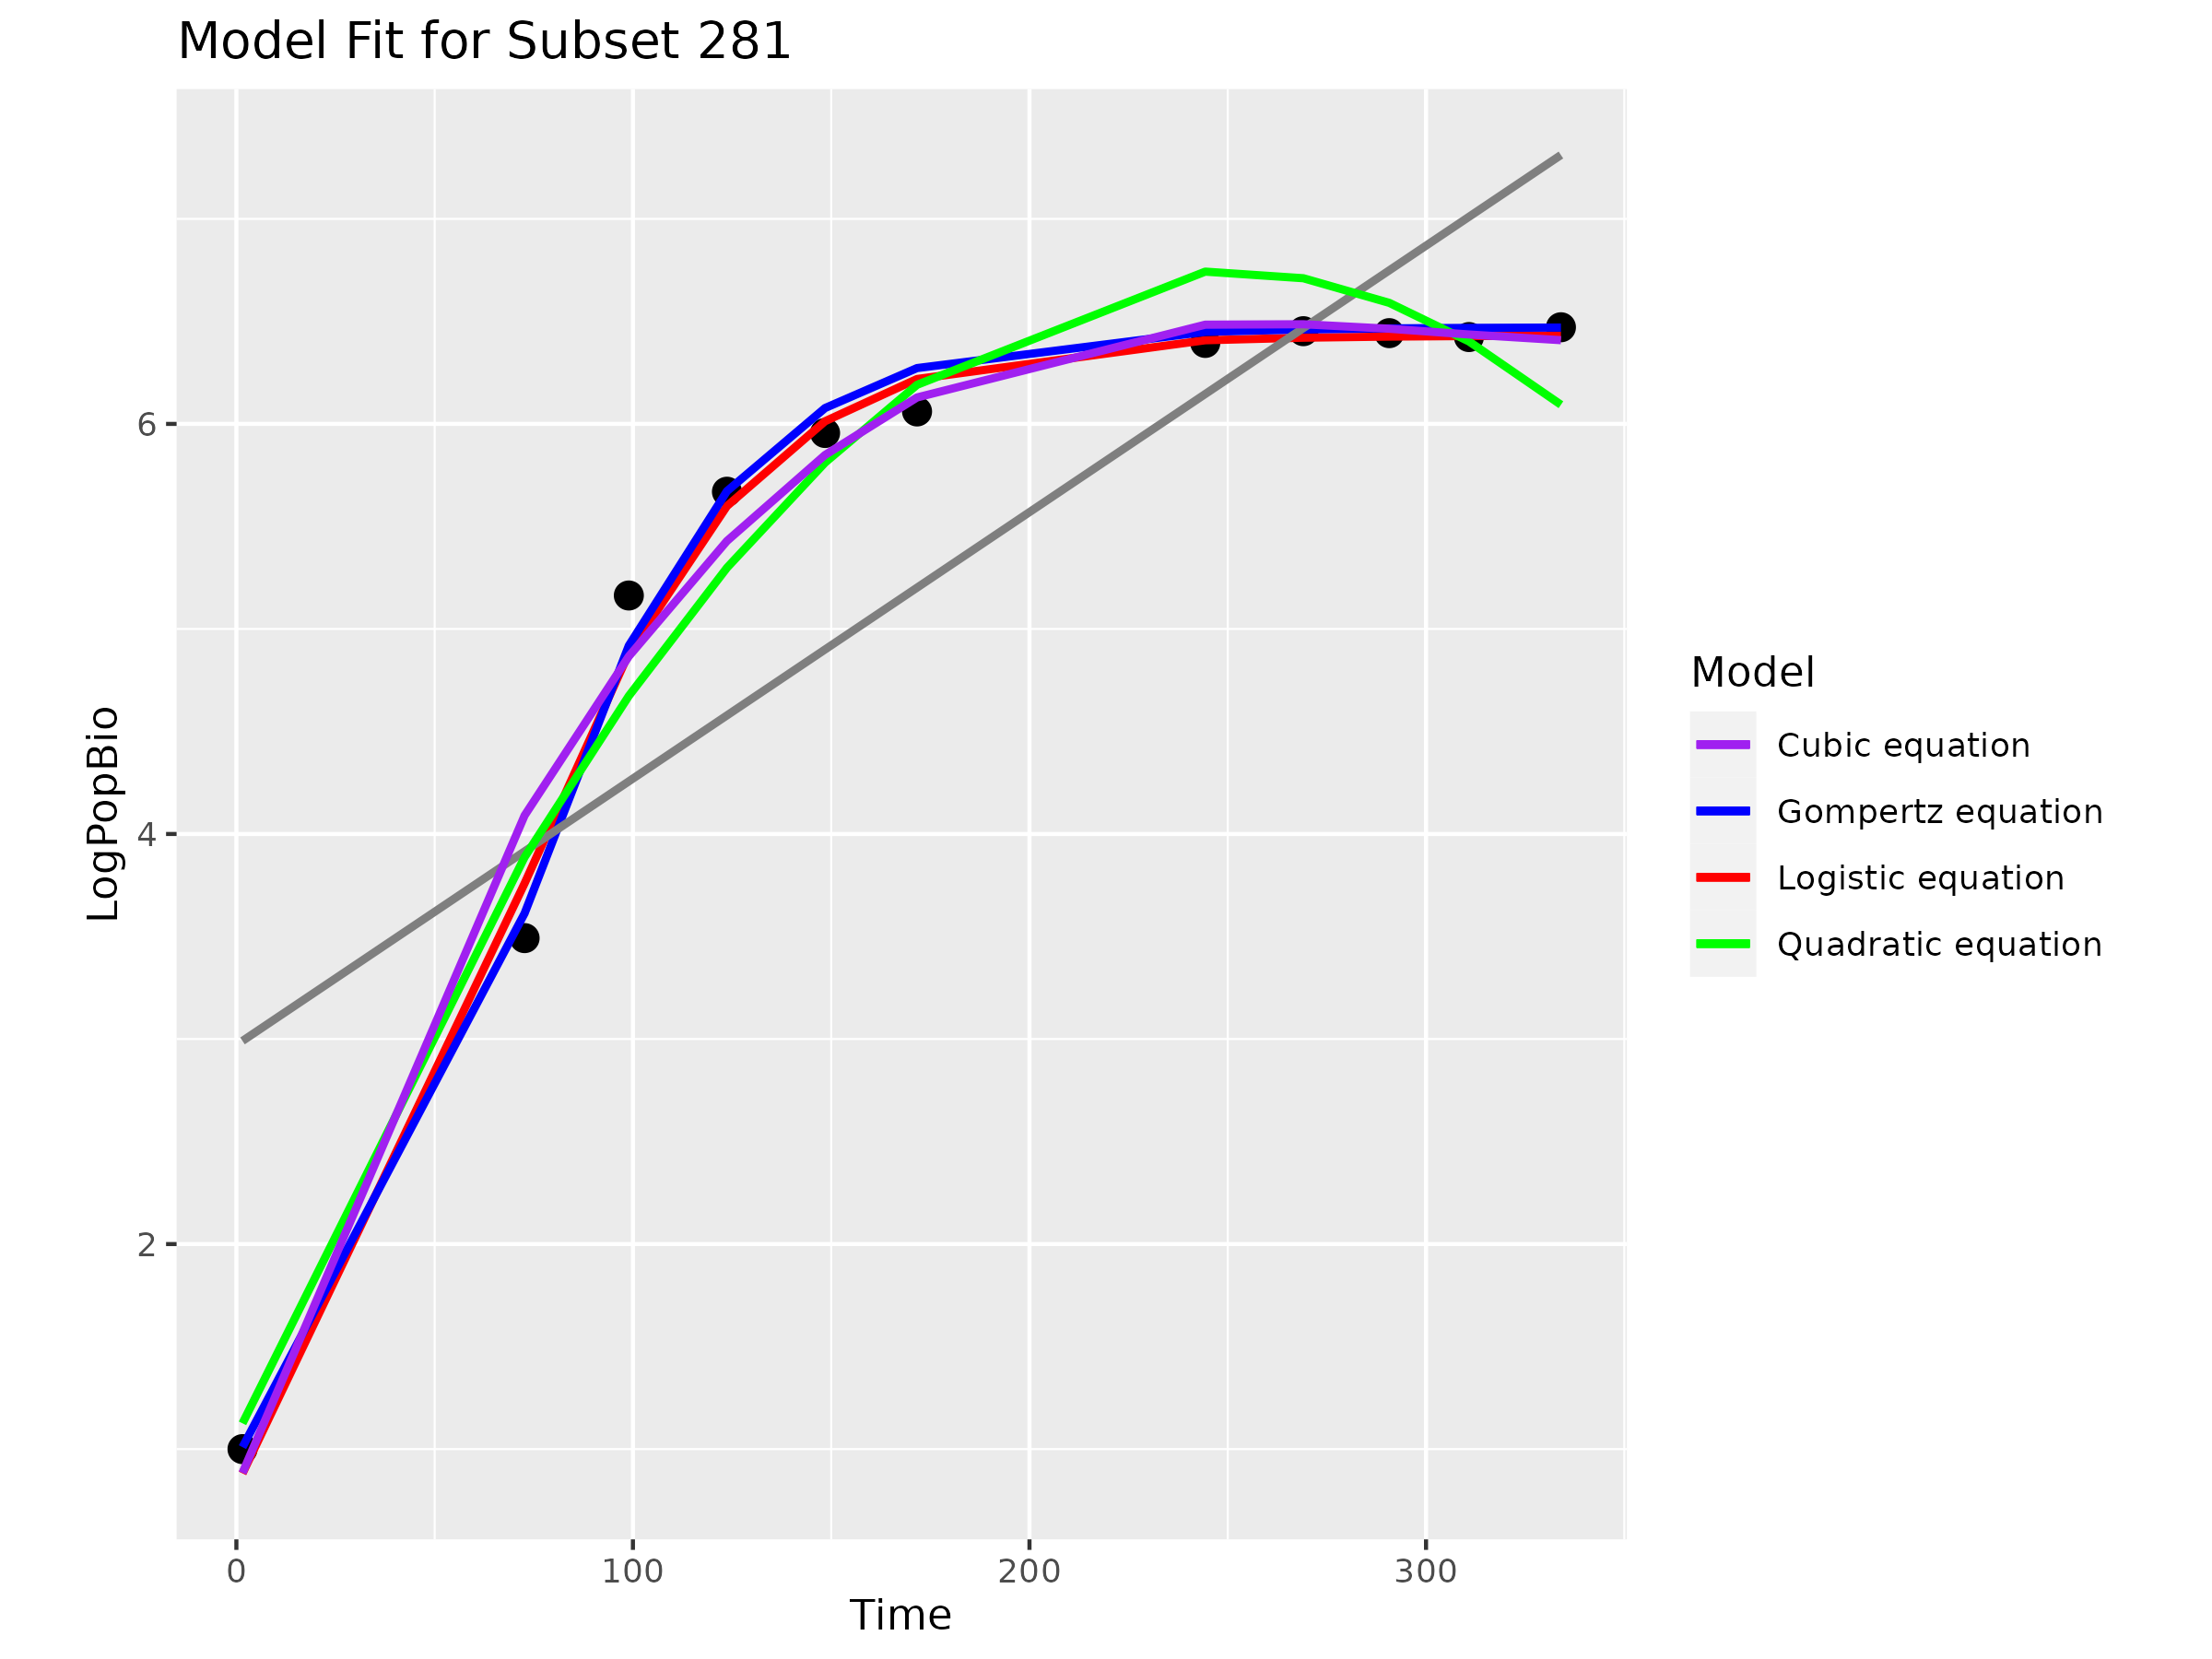 Model Fit for Subset 281
LogPopBio
6
4
2
0
100
200
300
Time
Model
Cubic equation
Gompertz equation
Logistic equation
Quadratic equation